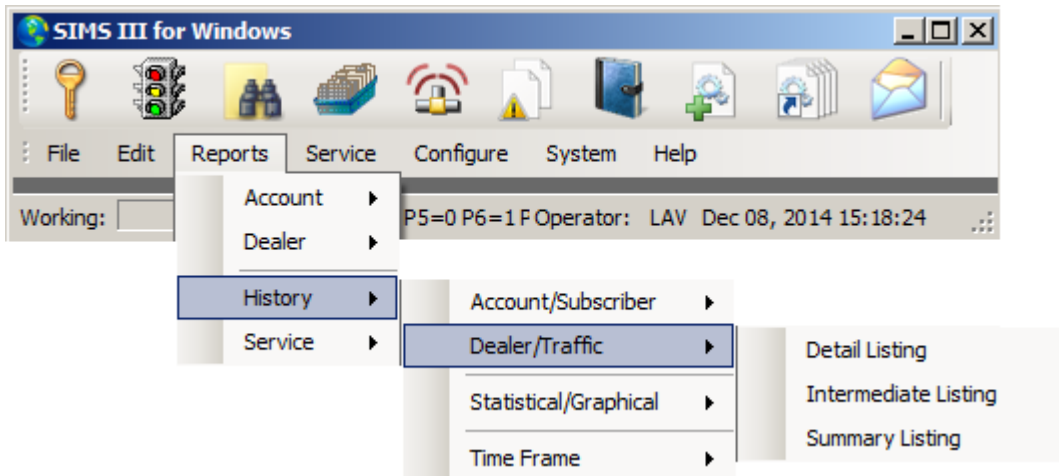 SIMS III for Windows
File Edit Reports Service Configure System Help
Account
Working: P5=0 P6=1 F Operator: LAV Dec 08, 2014 15:18:24
Dealer
History
Account/Subscriber
Service
Dealer/Traffic
Detail Listing
Intermediate Listing
Statistical/Graphical
Summary Listing
Time Frame